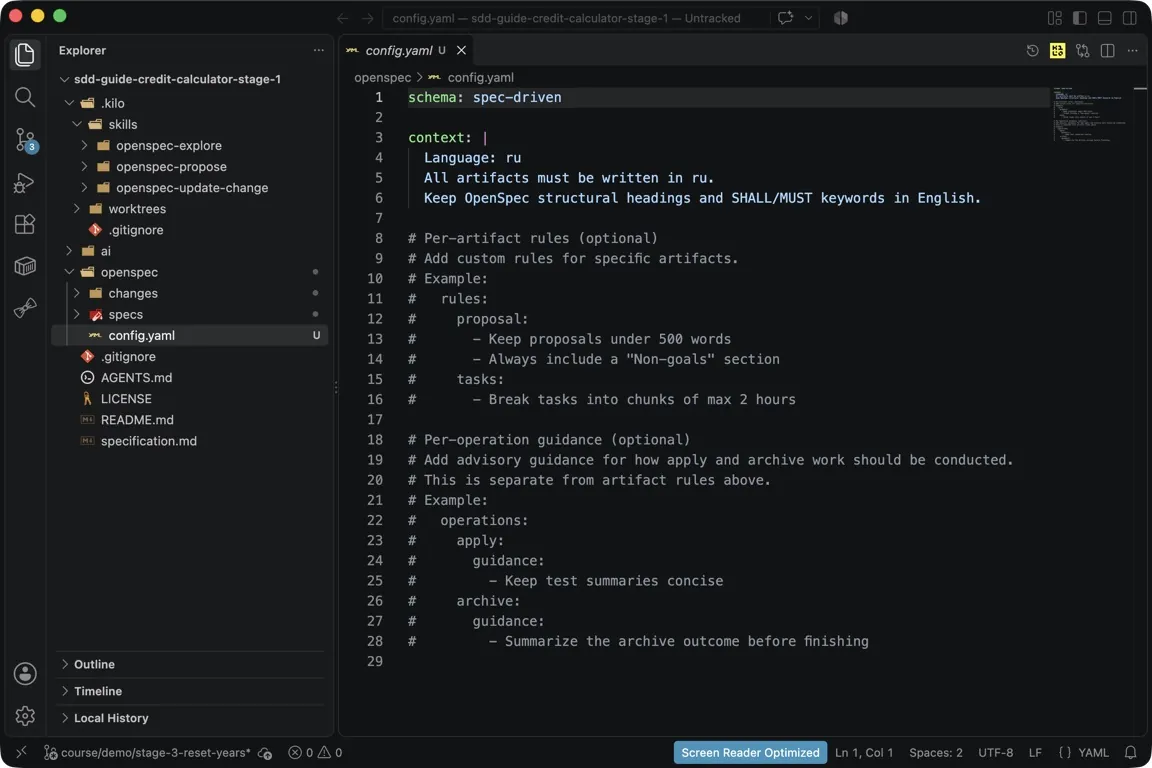 config.yaml — sdd-guide-credit-calculator-stage-1 — Untracked
Explorer
sdd-guide-credit-calculator-stage-1
.kilo
skills
openspec-explore
openspec-propose
openspec-update-change
worktrees
.gitignore
ai
openspec
changes
specs
config.yaml U
.gitignore
AGENTS.md
LICENSE
README.md
specification.md
Outline
Timeline
Local History
config.yaml U
openspec > config.yaml
1 schema: spec-driven
2
3 context: |
4 Language: ru
5 All artifacts must be written in ru.
6 Keep OpenSpec structural headings and SHALL/MUST keywords in English.
7
8 # Per-artifact rules (optional)
9 # Add custom rules for specific artifacts.
10 # Example:
11 # rules:
12 # proposal:
13 # - Keep proposals under 500 words
14 # - Always include a "Non-goals" section
15 # tasks:
16 # - Break tasks into chunks of max 2 hours
17
18 # Per-operation guidance (optional)
19 # Add advisory guidance for how apply and archive work should be conducted.
20 # This is separate from artifact rules above.
21 # Example:
22 # operations:
23 # apply:
24 # guidance:
25 # - Keep test summaries concise
26 # archive:
27 # guidance:
28 # - Summarize the archive outcome before finishing
29
3
course/demo/stage-3-reset-years* 0 0 Screen Reader Optimized Ln 1, Col 1 Spaces: 2 UTF-8 LF { } YAML